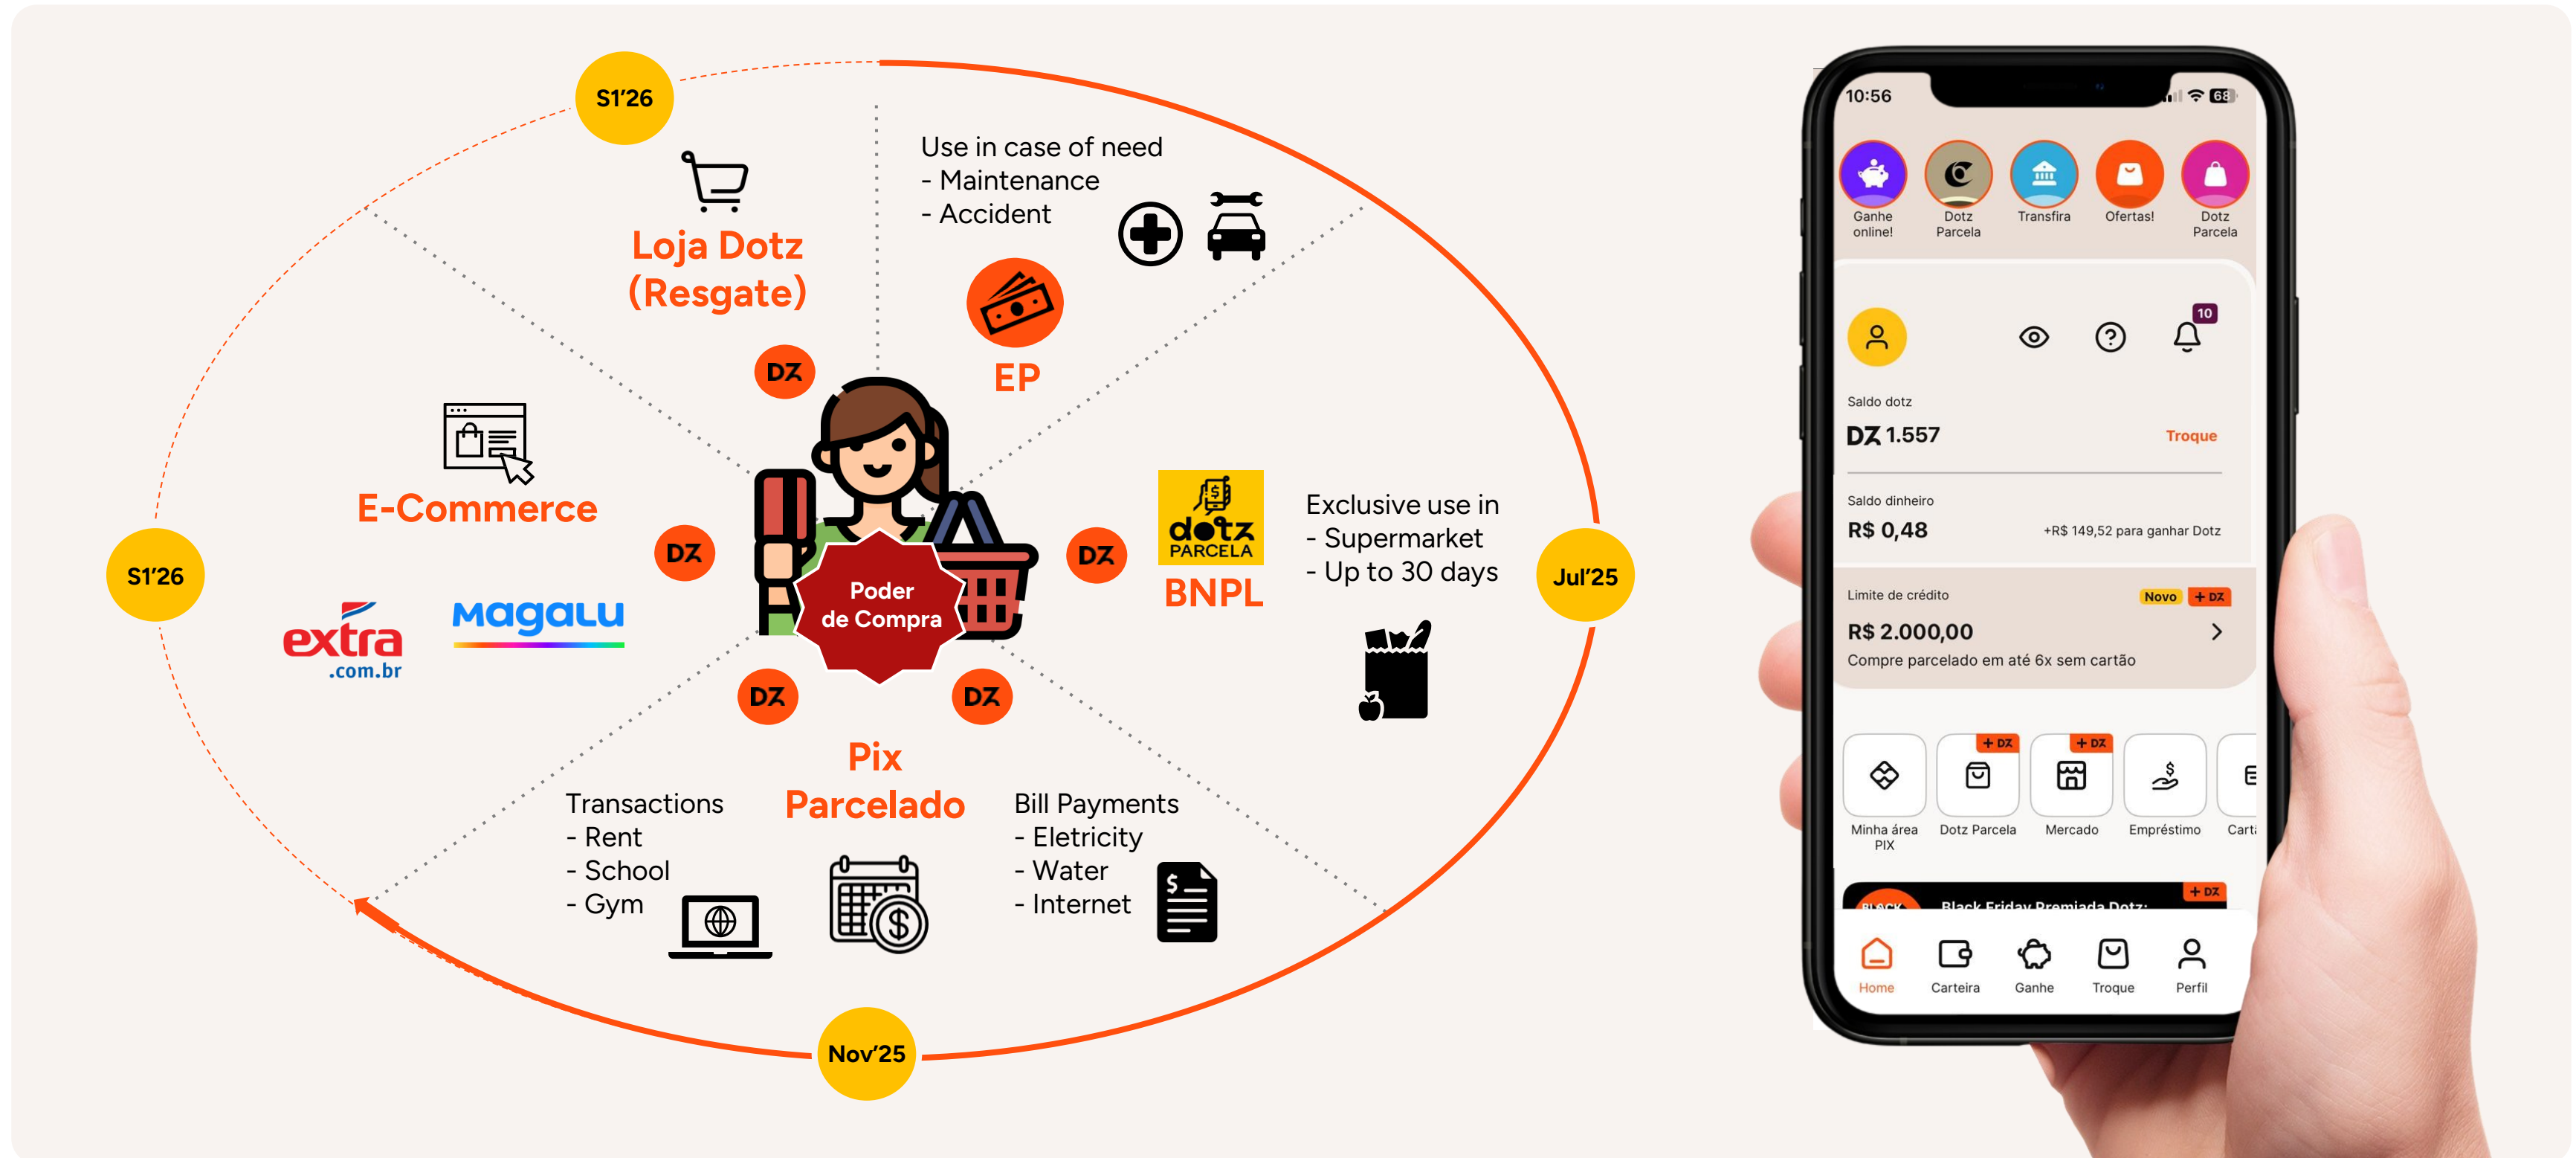 S1'26
Loja Dotz
(Resgate)
DZ
Use in case of need
- Maintenance
- Accident
EP
E-Commerce
DZ
S1'26
extra
.com.br
Magalu
Poder
de Compra
DZ
dotz
PARCELA
BNPL
Exclusive use in
- Supermarket
- Up to 30 days
Jul'25
DZ
DZ
Pix
Parcelado
Transactions
- Rent
- School
- Gym
Bill Payments
- Eletricity
- Water
- Internet
Nov'25
10:56
68
Ganhe
online!
Dotz
Parcela
Transfira
Ofertas!
Dotz
Parcela
10
Saldo dotz
DZ 1.557
Troque
Saldo dinheiro
R$ 0,48
+R$ 149,52 para ganhar Dotz
Limite de crédito
Novo
+ DZ
R$ 2.000,00
Compre parcelado em até 6x sem cartão
+ DZ
+ DZ
Minha área
PIX
Dotz Parcela
Mercado
Empréstimo
Cartã
+ DZ
BLACK
Black Friday Premiada Dotz:
Home
Carteira
Ganhe
Troque
Perfil